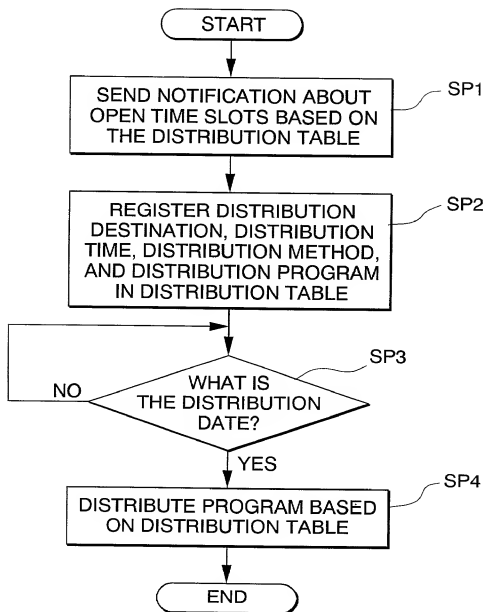 START
SEND NOTIFICATION ABOUT
OPEN TIME SLOTS BASED ON
THE DISTRIBUTION TABLE
SP1
REGISTER DISTRIBUTION
DESTINATION, DISTRIBUTION
TIME, DISTRIBUTION METHOD,
AND DISTRIBUTION PROGRAM
IN DISTRIBUTION TABLE
SP2
WHAT IS
THE DISTRIBUTION
DATE?
SP3
NO
YES
DISTRIBUTE PROGRAM BASED
ON DISTRIBUTION TABLE
SP4
END